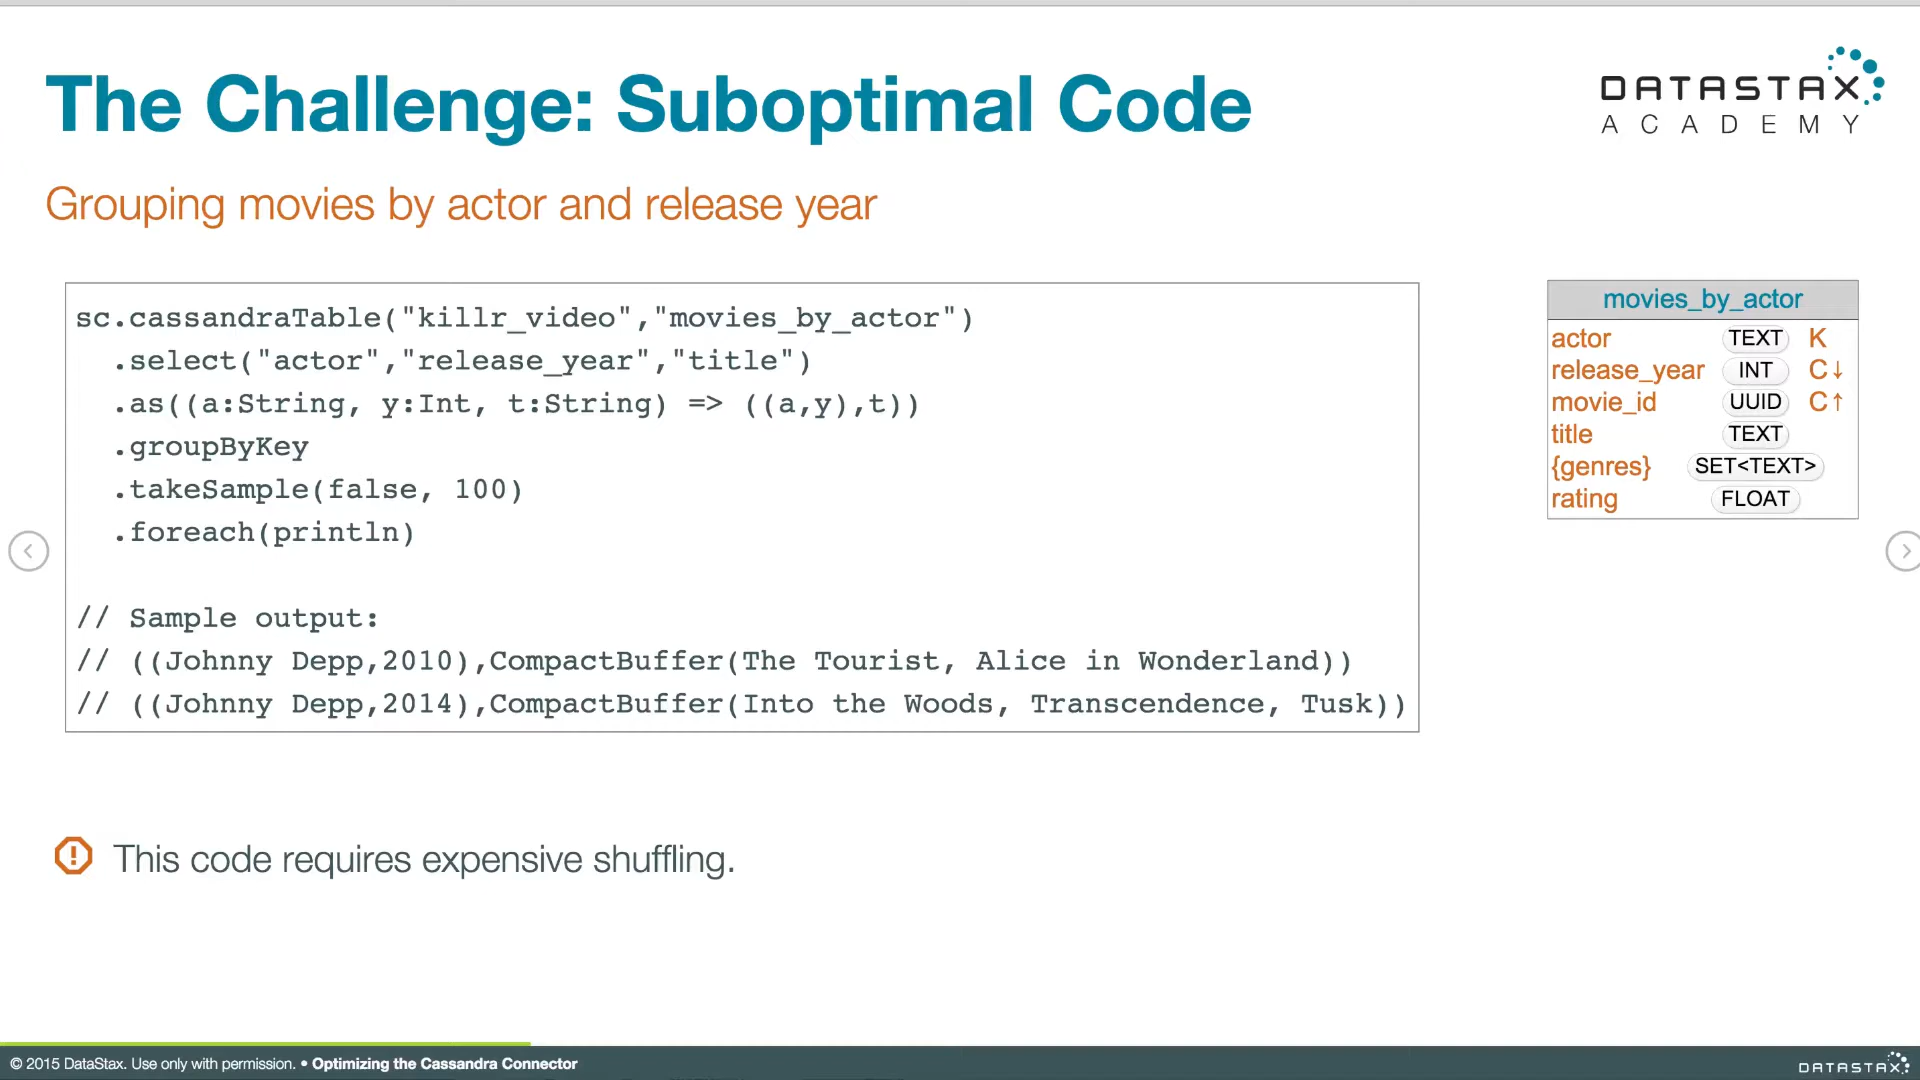 The Challenge: Suboptimal Code
DATASTAX
ACADEMY
Grouping movies by actor and release year
sc.cassandraTable("killr_video","movies_by_actor")
.select("actor","release_year","title")
.as((a:String, y:Int, t:String) => ((a,y),t))
.groupByKey
.takeSample(false, 100)
.foreach(println)
// Sample output:
// ((Johnny Depp,2010),CompactBuffer(The Tourist, Alice in Wonderland))
// ((Johnny Depp,2014),CompactBuffer(Into the Woods, Transcendence, Tusk))
movies_by_actor
actor TEXT K
release_year INT C↓
movie_id UUID C↑
title TEXT
{genres} SET<TEXT>
rating FLOAT
This code requires expensive shuffling.
© 2015 DataStax. Use only with permission. • Optimizing the Cassandra Connector
DATASTAX